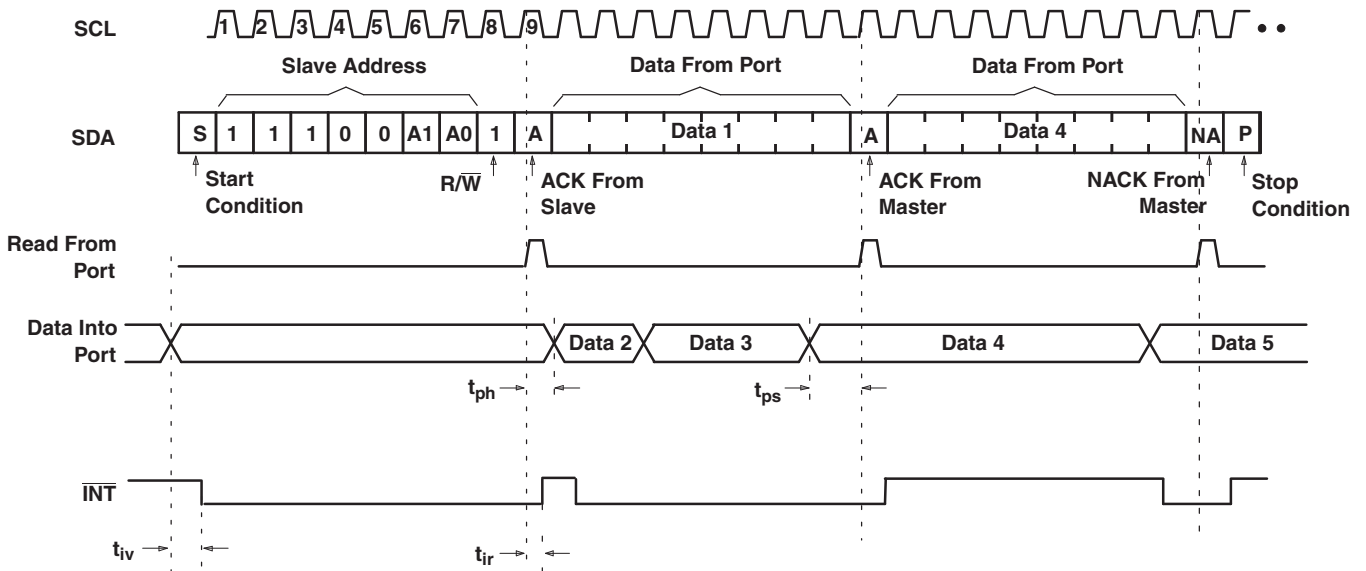 SCL 1 2 3 4 5 6 7 8 9
Slave Address Data From Port Data From Port
SDA S 1 1 1 0 0 A1 A0 1 A Data 1 A Data 4 NA P
Start
Condition
R/W̅
ACK From
Slave
ACK From
Master
NACK From
Master
Stop
Condition
Read From
Port
Data Into
Port
Data 2 Data 3 Data 4 Data 5
tph tps
I̅N̅T̅
tiv tir